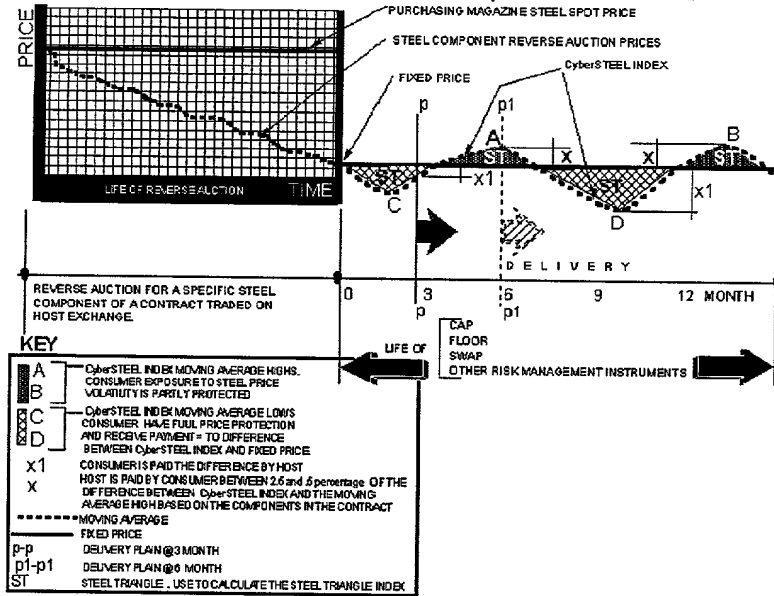 PURCHASING MAGAZINE STEEL SPOT PRICE
PRICE
STEEL COMPONENT REVERSE AUCTION PRICES
CyberSTEEL INDEX
FIXED PRICE
p
p1
A
B
ST
X
X
ST
ST
X1
ST
X1
C
D
LIFE OF REVERSE AUCTION
TIME
DELIVERY
REVERSE AUCTION FOR A SPECIFIC STEEL
COMPONENT OF A CONTRACT TRADED ON
HOST EXCHANGE.
0 3 6 9 12 MONTH
p p1
LIFE OF
CAP
FLOOR
SWAP
OTHER RISK MANAGEMENT INSTRUMENTS
KEY
A CyberSTEEL INDEX MOVING AVERAGE HIGHS.
CONSUMER EXPOSURE TO STEEL PRICE
B VOLATIUTY IS PARTLY PROTECTED
C CyberSTEEL INDEX MOVING AVERAGE LOWS
CONSUMER HAVE FUUL PRICE PROTECTION
D AND RECEIVE PAYMENT = TO DIFFERENCE
BETWEEN CyberSTEEL INDEX AND FIXED PRICE
x1 CONSUMER IS PAID THE DIFFERENCE BY HOST
x HOST IS PAID BY CONSUMER BETWEEN 2.5 and .5 percentage OF THE
DIFFERENCE BETWEEN CyberSTEEL INDEX AND THE MOVING
AVERAGE HIGH BASED ON THE COMPONENTS IN THE CONTRACT
MOVING AVERAGE
FIXED PRICE
p-p DELIVERY PLAIN @ 3 MONTH
p1-p1 DELIVERY PLAIN @ 6 MONTH
ST STEEL TRIANGLE . USE TO CALCULATE THE STEEL TRIANGLE INDEX